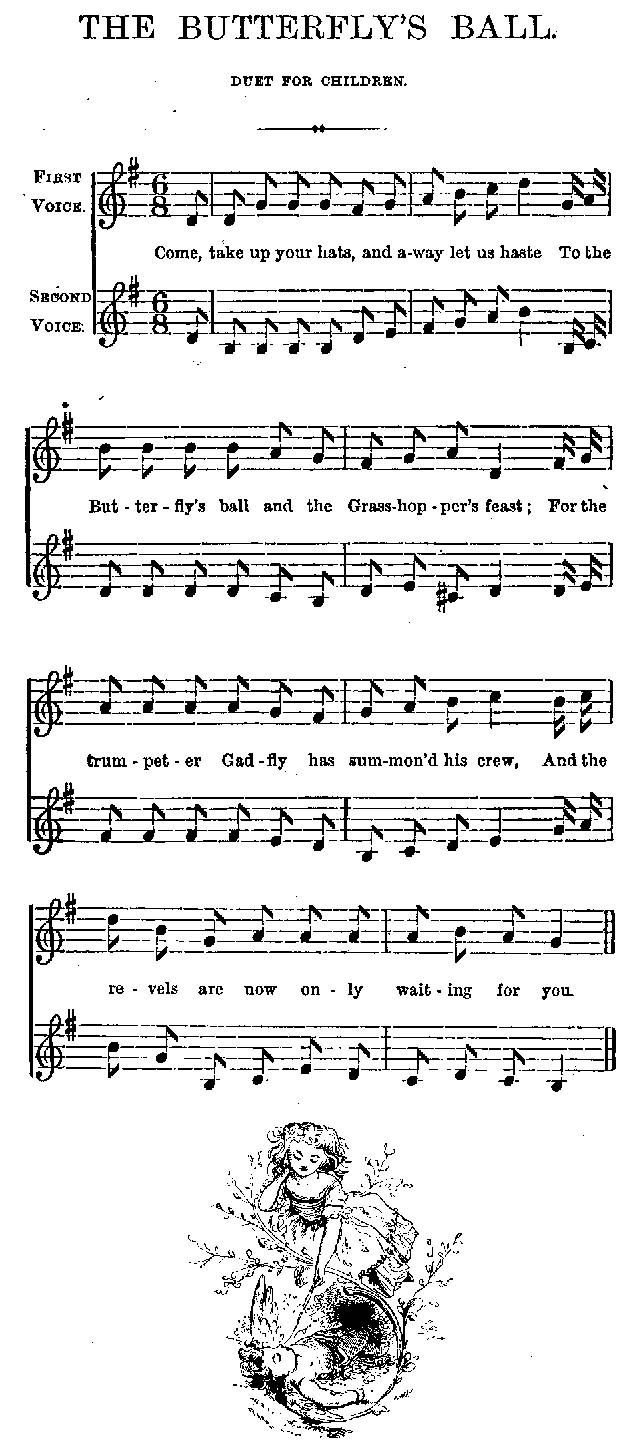 THE BUTTERFLY'S BALL.
DUET FOR CHILDREN.
FIRST
VOICE.
6
8
Come, take up your hats, and a-way let us haste To the
SECOND
VOICE.
6
8
But - ter - fly's ball and the Grass-hop - per's feast; For the
trum - pet - er Gad-fly has sum-mon'd his crew, And the
re - vels are now on - ly wait - ing for you.